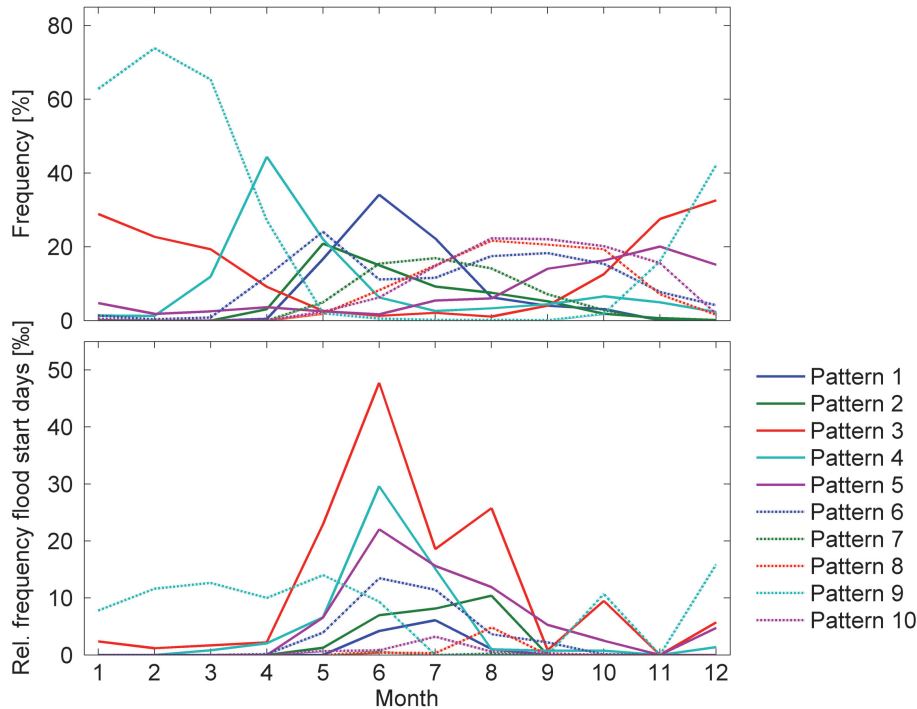 Frequency [%]
80
60
40
20
0
Rel. frequency flood start days [‰]
50
40
30
20
10
0
1 2 3 4 5 6 7 8 9 10 11 12
Month
Pattern 1
Pattern 2
Pattern 3
Pattern 4
Pattern 5
Pattern 6
Pattern 7
Pattern 8
Pattern 9
Pattern 10